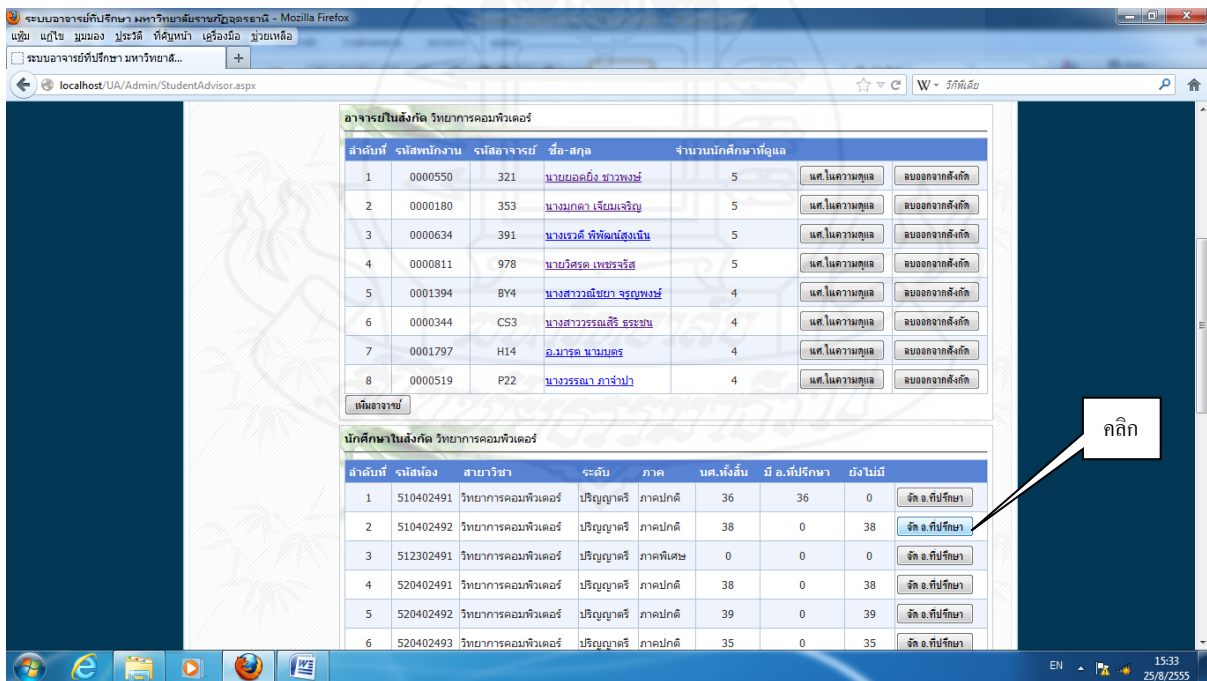 ระบบอาจารย์ที่ปรึกษา มหาวิทยาลัยราชภัฏอุดรธานี - Mozilla Firefox
แฟ้ม แก้ไข มุมมอง ประวัติ ที่คั่นหน้า เครื่องมือ ช่วยเหลือ
ระบบอาจารย์ที่ปรึกษา มหาวิทยาลั... +
localhost/UA/Admin/StudentAdvisor.aspx W - วิกิพีเดีย
อาจารย์ในสังกัด วิทยาการคอมพิวเตอร์
ลำดับที่ รหัสพนักงาน รหัสอาจารย์ ชื่อ-สกุล จำนวนนักศึกษาที่ดูแล
1 0000550 321 นายยอดยิ่ง ชาวพงษ์ 5 นศ.ในความดูแล ลบออกจากสังกัด
2 0000180 353 นางมุกดา เจียมเจริญ 5 นศ.ในความดูแล ลบออกจากสังกัด
3 0000634 391 นางเรวดี พิพัฒน์สูงเนิน 5 นศ.ในความดูแล ลบออกจากสังกัด
4 0000811 978 นายวิศรุต เพชรจรัส 5 นศ.ในความดูแล ลบออกจากสังกัด
5 0001394 BY4 นางสาววณิชยา จรูญพงษ์ 4 นศ.ในความดูแล ลบออกจากสังกัด
6 0000344 CS3 นางสาววรรณสิริ ธุระชน 4 นศ.ในความดูแล ลบออกจากสังกัด
7 0001797 H14 อ.มารุต นามบุตร 4 นศ.ในความดูแล ลบออกจากสังกัด
8 0000519 P22 นางวรรณา ภาจำปา 4 นศ.ในความดูแล ลบออกจากสังกัด
เพิ่มอาจารย์
คลิก
นักศึกษาในสังกัด วิทยาการคอมพิวเตอร์
ลำดับที่ รหัสห้อง สาขาวิชา ระดับ ภาค นศ.ทั้งสิ้น มี อ.ที่ปรึกษา ยังไม่มี
1 510402491 วิทยาการคอมพิวเตอร์ ปริญญาตรี ภาคปกติ 36 36 0 จัด อ.ที่ปรึกษา
2 510402492 วิทยาการคอมพิวเตอร์ ปริญญาตรี ภาคปกติ 38 0 38 จัด อ.ที่ปรึกษา
3 512302491 วิทยาการคอมพิวเตอร์ ปริญญาตรี ภาคพิเศษ 0 0 0 จัด อ.ที่ปรึกษา
4 520402491 วิทยาการคอมพิวเตอร์ ปริญญาตรี ภาคปกติ 38 0 38 จัด อ.ที่ปรึกษา
5 520402492 วิทยาการคอมพิวเตอร์ ปริญญาตรี ภาคปกติ 39 0 39 จัด อ.ที่ปรึกษา
6 520402493 วิทยาการคอมพิวเตอร์ ปริญญาตรี ภาคปกติ 35 0 35 จัด อ.ที่ปรึกษา
EN 15:33
25/8/2555